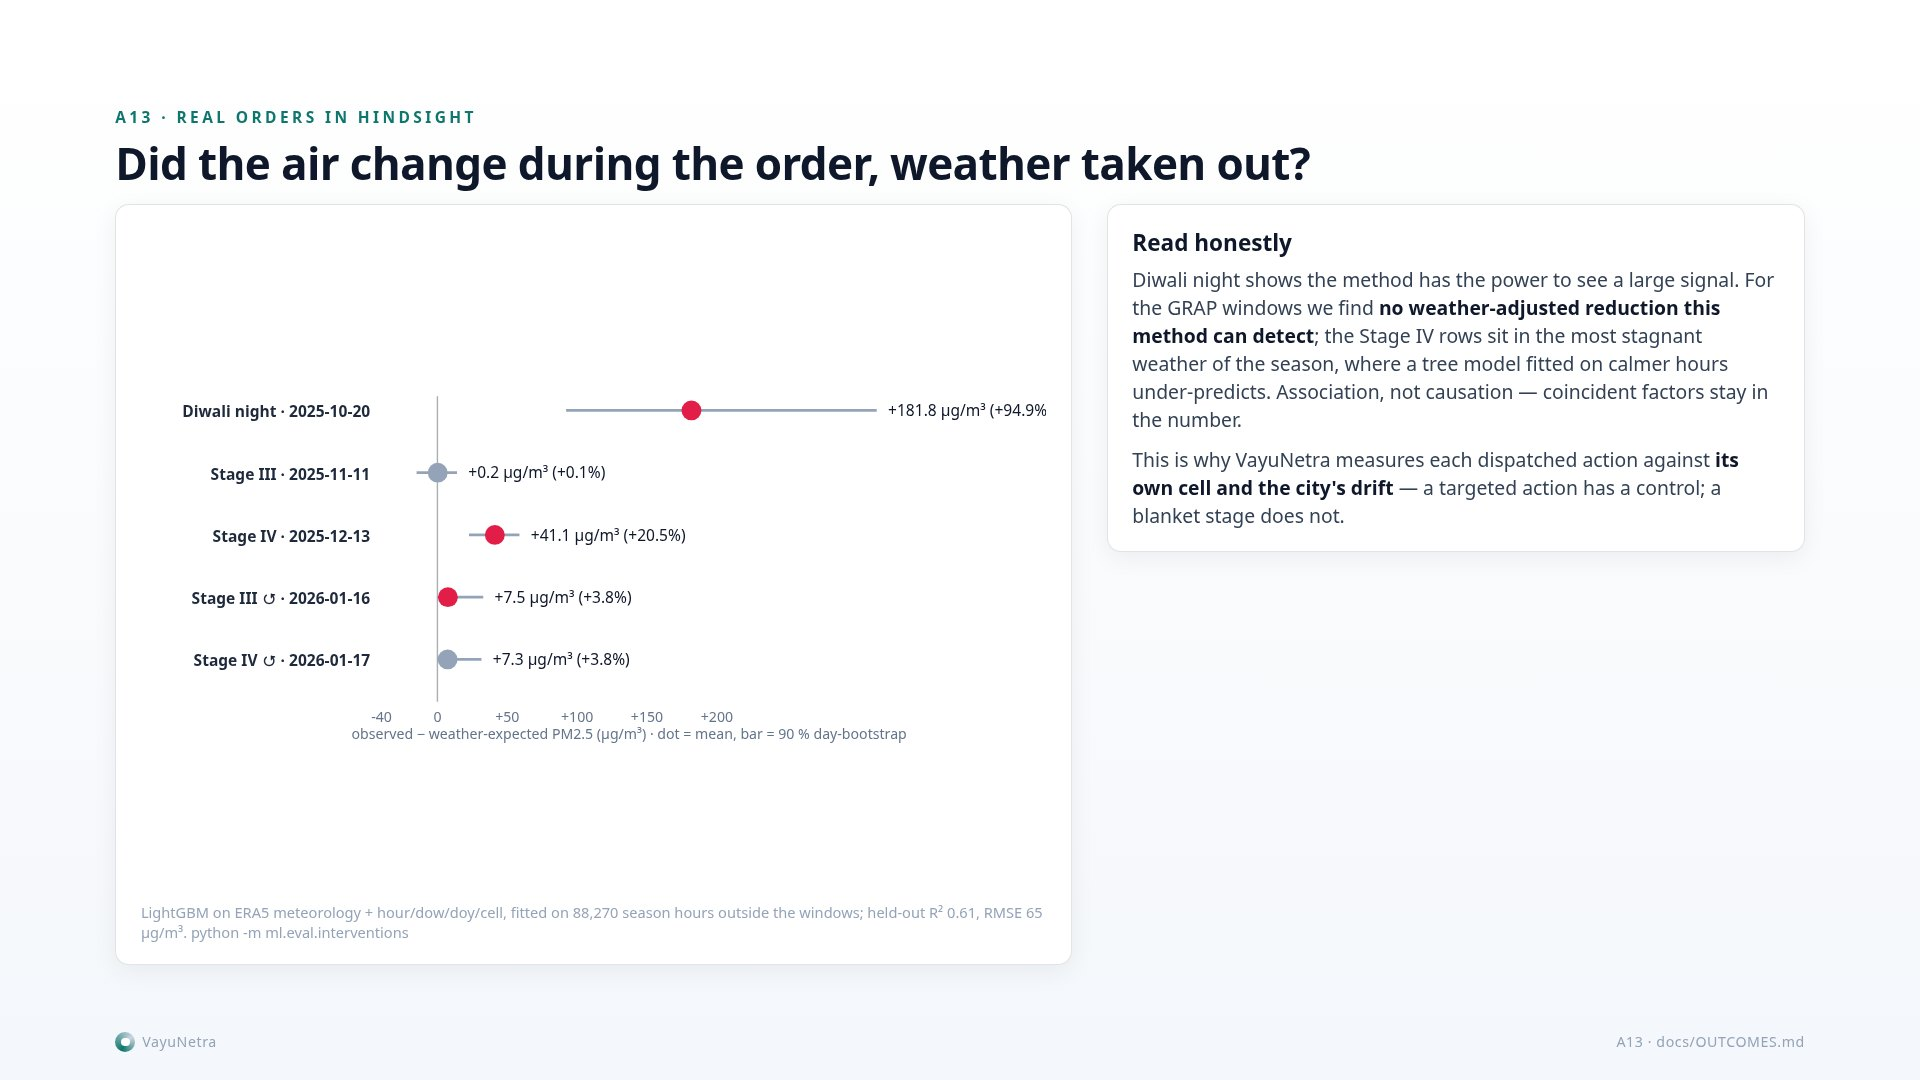 A13 · REAL ORDERS IN HINDSIGHT
Did the air change during the order, weather taken out?
Diwali night · 2025-10-20
+181.8 µg/m³ (+94.9%
Stage III · 2025-11-11
+0.2 µg/m³ (+0.1%)
Stage IV · 2025-12-13
+41.1 µg/m³ (+20.5%)
Stage III ↺ · 2026-01-16
+7.5 µg/m³ (+3.8%)
Stage IV ↺ · 2026-01-17
+7.3 µg/m³ (+3.8%)
-40 0 +50 +100 +150 +200
observed − weather-expected PM2.5 (µg/m³) · dot = mean, bar = 90 % day-bootstrap
LightGBM on ERA5 meteorology + hour/dow/doy/cell, fitted on 88,270 season hours outside the windows; held-out R² 0.61, RMSE 65
µg/m³. python -m ml.eval.interventions
Read honestly
Diwali night shows the method has the power to see a large signal. For
the GRAP windows we find no weather-adjusted reduction this
method can detect; the Stage IV rows sit in the most stagnant
weather of the season, where a tree model fitted on calmer hours
under-predicts. Association, not causation — coincident factors stay in
the number.
This is why VayuNetra measures each dispatched action against its
own cell and the city's drift — a targeted action has a control; a
blanket stage does not.
VayuNetra
A13 · docs/OUTCOMES.md